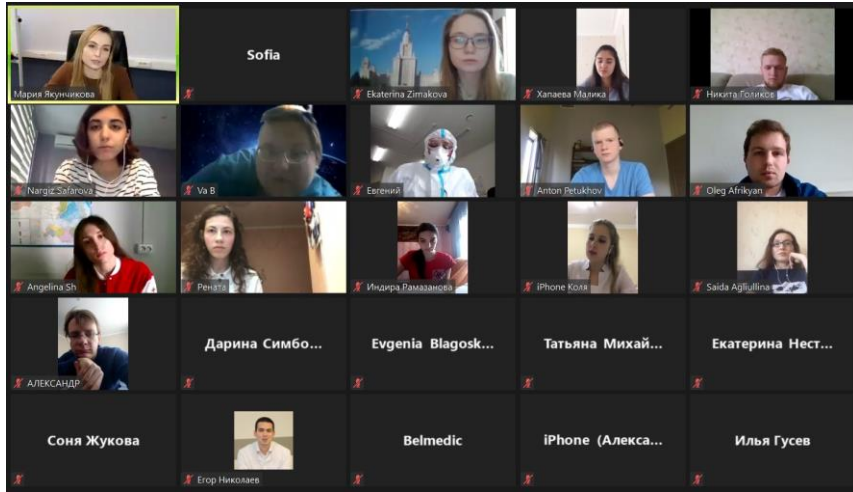 Мария Якунчикова
Sofia
Ekaterina Zimakova
Хапаева Малика
Никита Голиков
Nargiz Safarova
Va B
Евгений
Anton Petukhov
Oleg Afrikyan
Angelina Sh
Рената
Индира Рамазанова
iPhone Коля
Saida Agliullina
АЛЕКСАНДР
Дарина Симбо...
Evgenia Blagosk...
Татьяна Михай...
Екатерина Нест...
Соня Жукова
Егор Николаев
Belmedic
iPhone (Алекса...
Илья Гусев